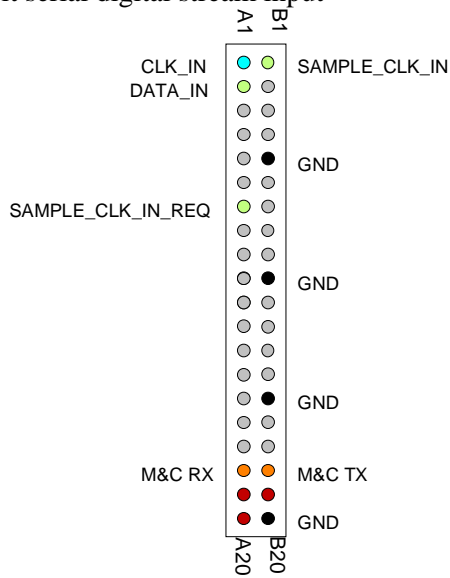 t serial digital stream input
A1 B1
CLK_IN SAMPLE_CLK_IN
DATA_IN
GND
SAMPLE_CLK_IN_REQ
GND
GND
M&C RX M&C TX
GND
A20 B20